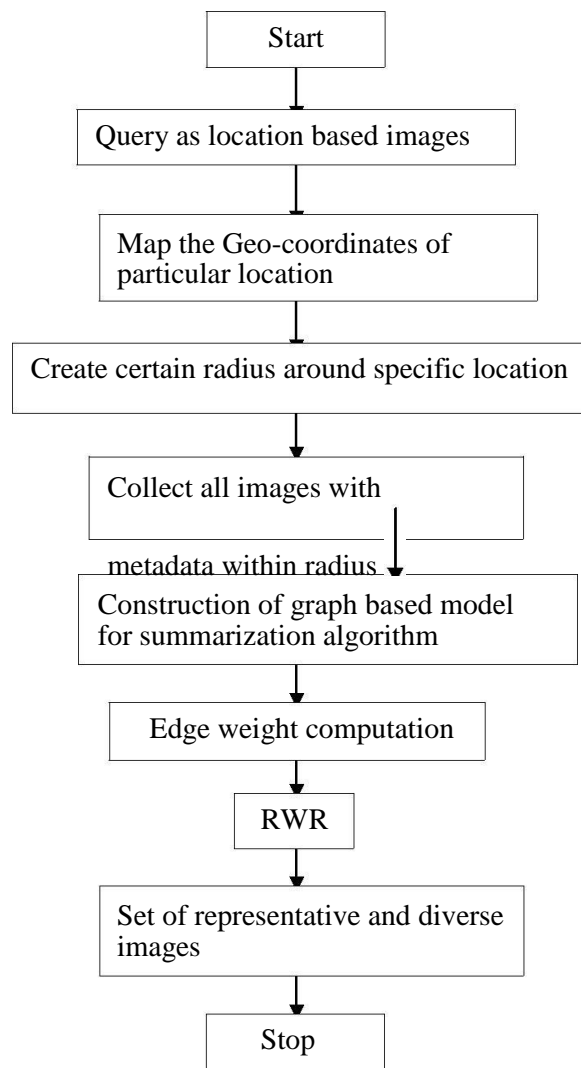 Start
Query as location based images
Map the Geo-coordinates of
particular location
Create certain radius around specific location
Collect all images with
metadada within radius
Construction of graph based model
for summarization algorithm
Edge weight computation
RWR
Set of representative and diverse
images
Stop